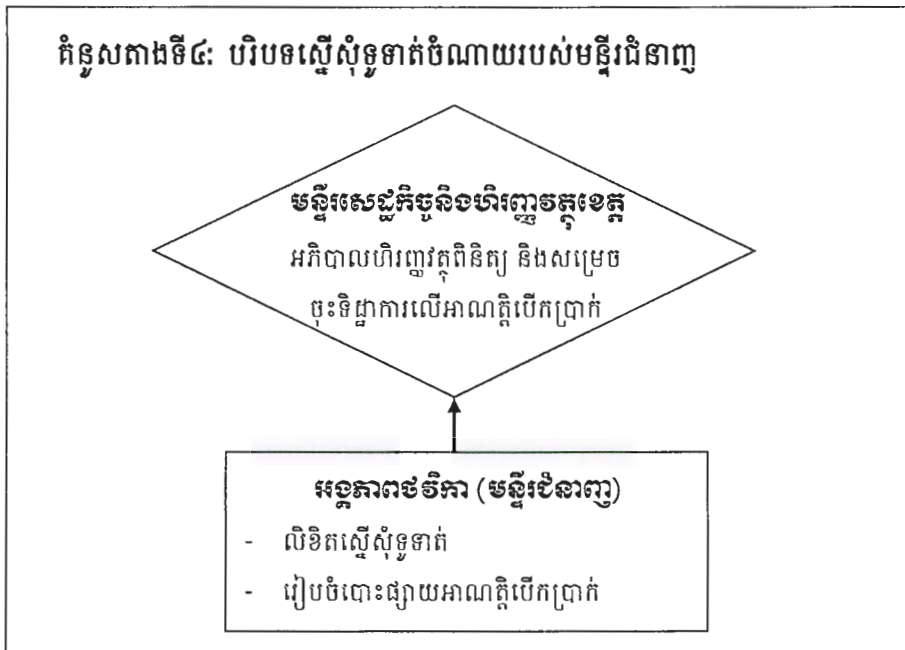 គំនូសតាងទី៤: បរិបទស្នើសុំទូទាត់ចំណាយរបស់មន្ទីរជំនាញ
មន្ទីរសេដ្ឋកិច្ចនិងហិរញ្ញវត្ថុខេត្ត
អភិបាលហិរញ្ញវត្ថុពិនិត្យ និងសម្រេច
ចុះទិដ្ឋាការលើអាណត្តិបើកប្រាក់
អង្គភាពថវិកា (មន្ទីរជំនាញ)
- លិខិតស្នើសុំទូទាត់
- រៀបចំបោះផ្សាយអាណត្តិបើកប្រាក់